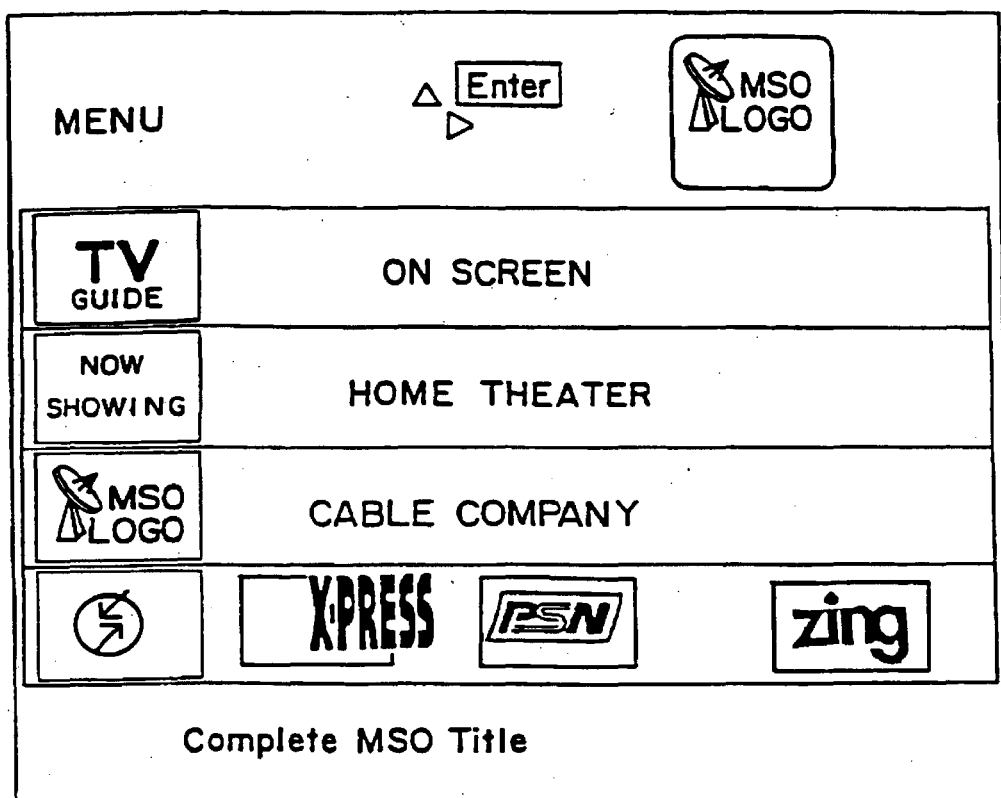 MENU
Enter
MSO
LOGO
TV
GUIDE
ON SCREEN
NOW
SHOWING
HOME THEATER
MSO
LOGO
CABLE COMPANY
X*PRESS
PSN
zing
Complete MSO Title